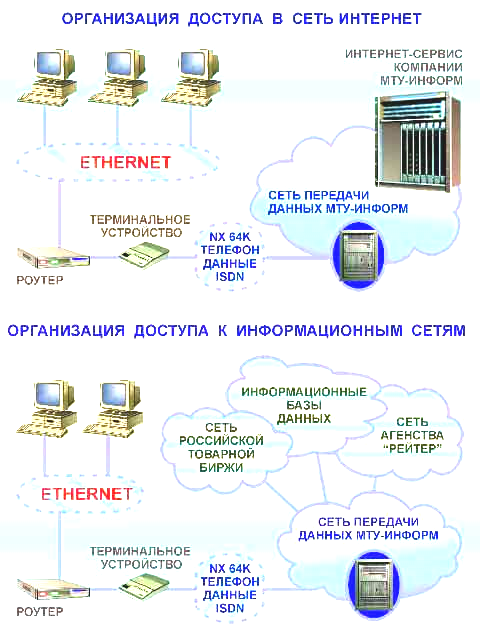 ОРГАНИЗАЦИЯ ДОСТУПА В СЕТЬ ИНТЕРНЕТ
ИНТЕРНЕТ-СЕРВИС
КОМПАНИИ
МТУ-ИНФОРМ
ETHERNET
СЕТЬ ПЕРЕДАЧИ
ДАННЫХ МТУ-ИНФОРМ
ТЕРМИНАЛЬНОЕ
УСТРОЙСТВО
NX 64K
ТЕЛЕФОН
ДАННЫЕ
ISDN
РОУТЕР
ОРГАНИЗАЦИЯ ДОСТУПА К ИНФОРМАЦИОННЫМ СЕТЯМ
ИНФОРМАЦИОННЫЕ
БАЗЫ
ДАННЫХ
СЕТЬ
РОССИЙСКОЙ
ТОВАРНОЙ
БИРЖИ
СЕТЬ
АГЕНСТВА
"РЕЙТЕР"
ETHERNET
СЕТЬ ПЕРЕДАЧИ
ДАННЫХ МТУ-ИНФОРМ
ТЕРМИНАЛЬНОЕ
УСТРОЙСТВО
NX 64K
ТЕЛЕФОН
ДАННЫЕ
ISDN
РОУТЕР